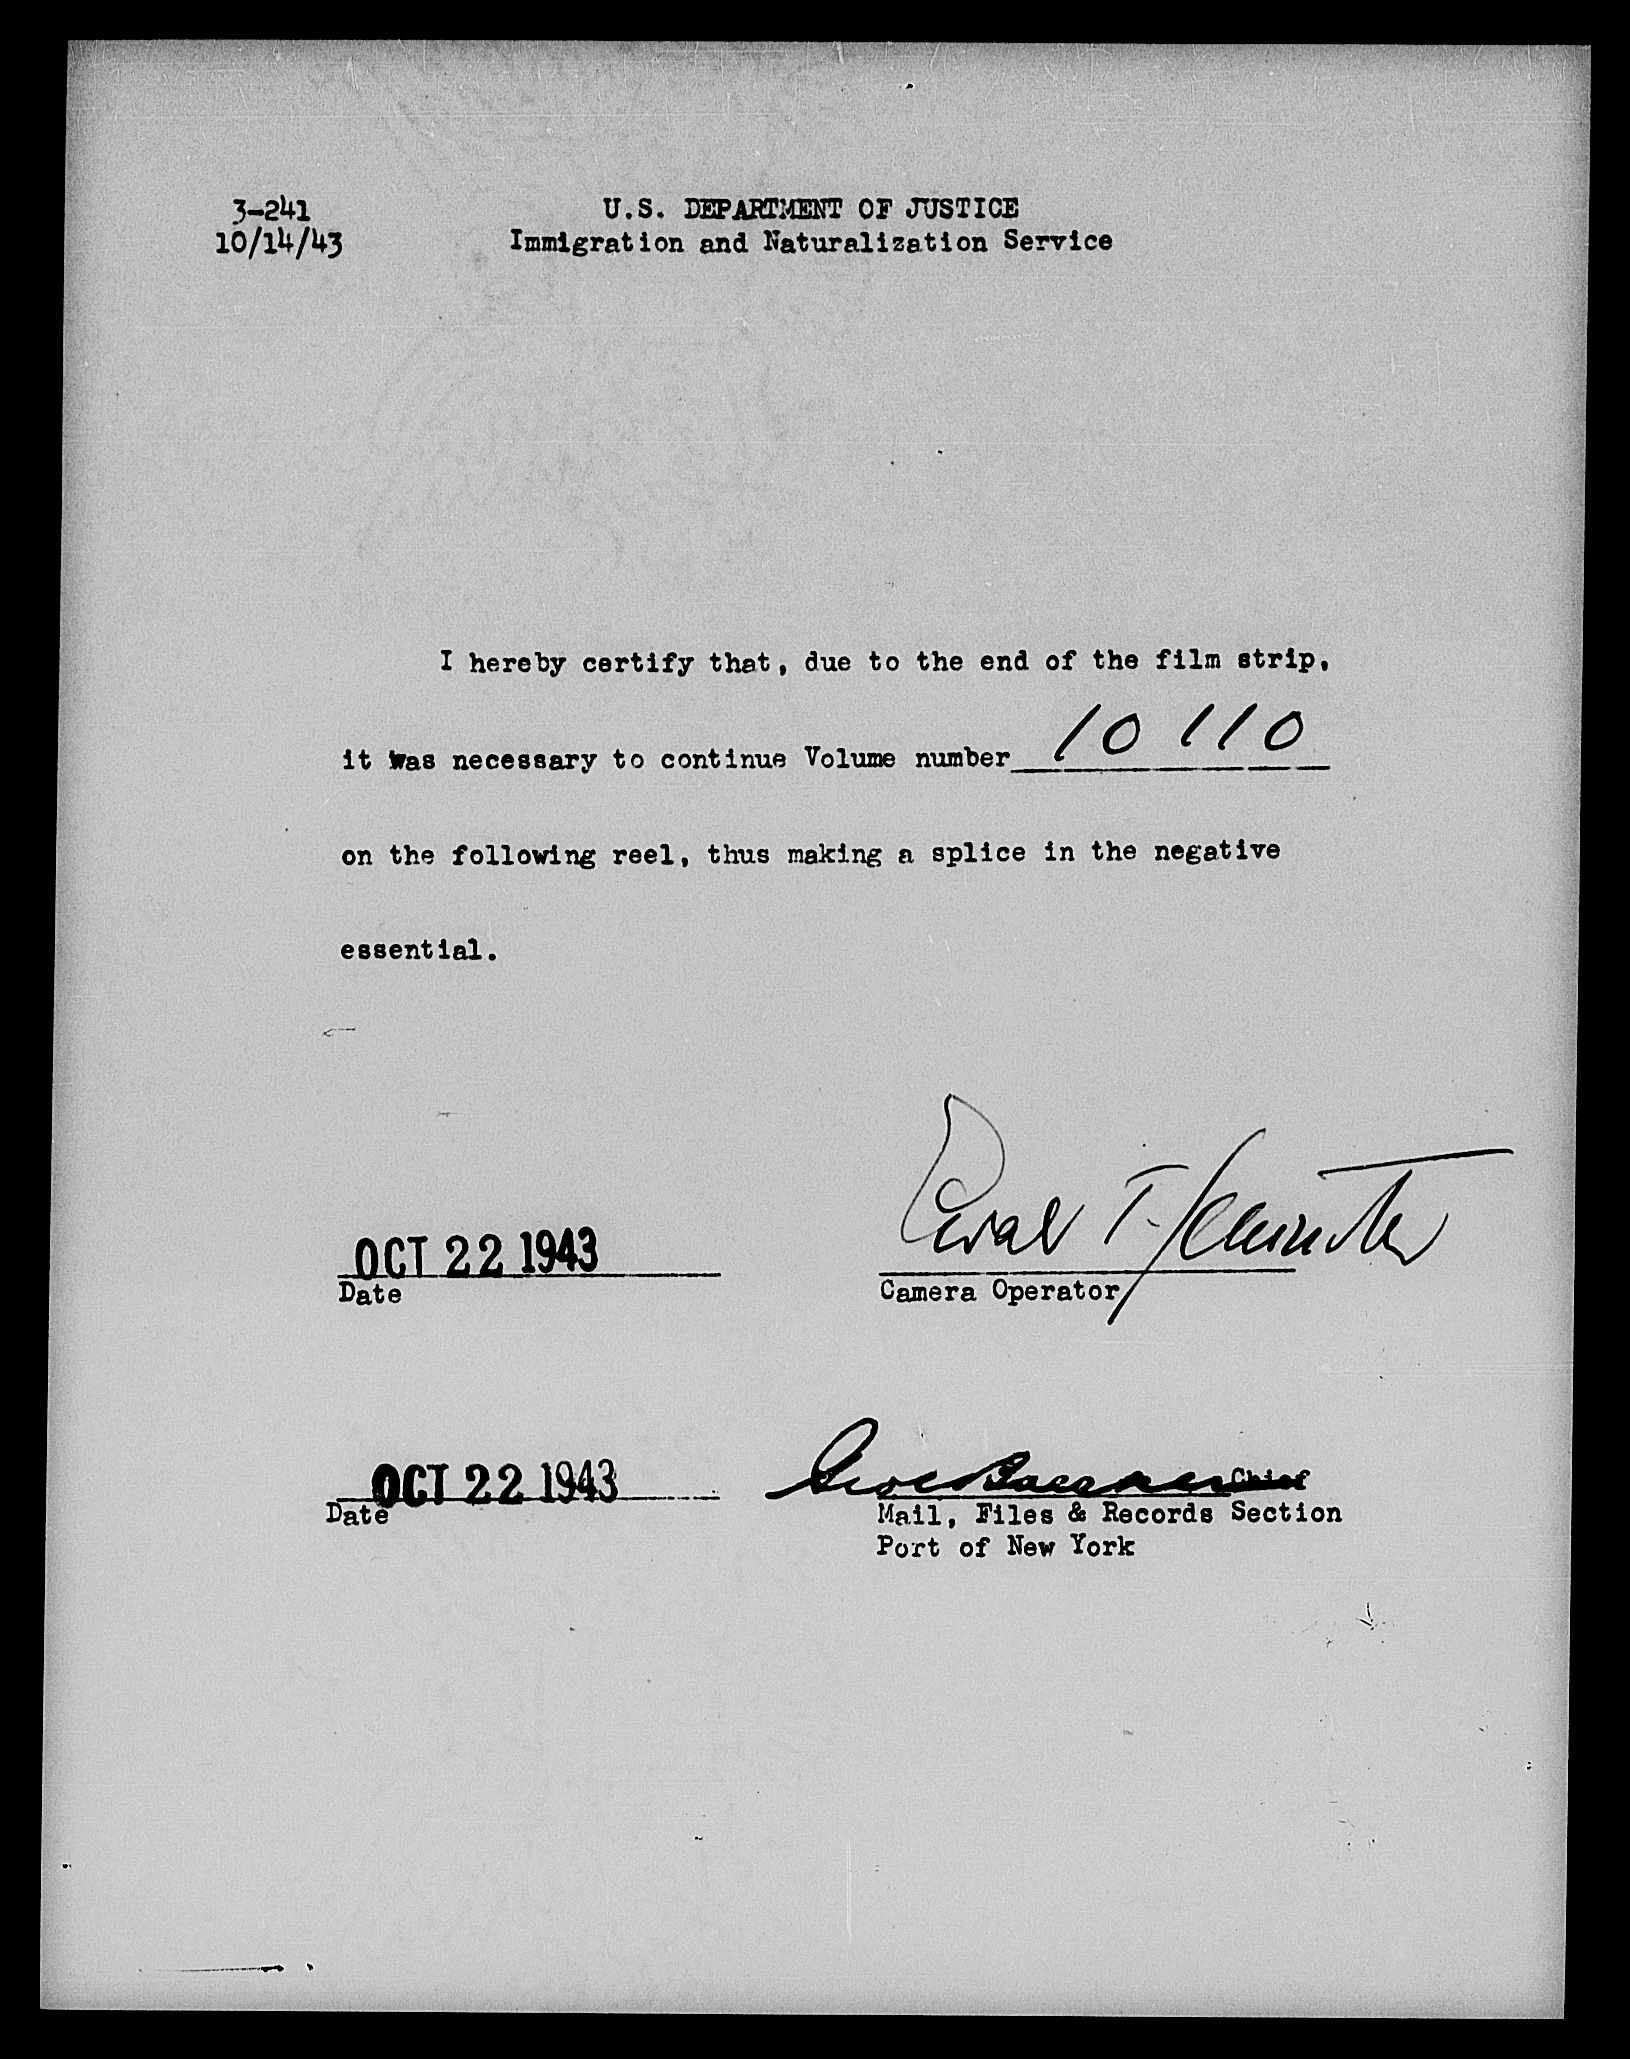 3-241
U.S. DEPARTMENT OF JUSTICE
10/14/43
Immigration and Naturalization Service
I hereby certify that, due to the end of the film strip,
it was necessary to continue Volume number 10110
on the following reel, thus making a splice in the negative
essential.
OCT 22 1943
Date
Camera Operator
OCT 22 1943
Chief
Date
Mail, Files & Records Section
Port of New York